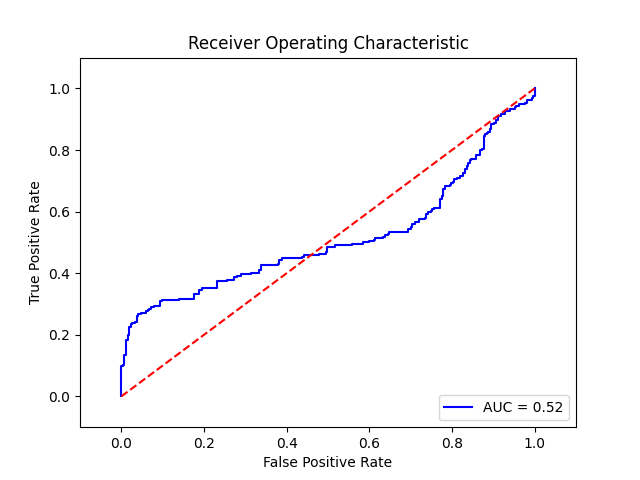 Receiver Operating Characteristic
1.0
0.8
0.6
0.4
0.2
0.0
True Positive Rate
0.0 0.2 0.4 0.6 0.8 1.0
False Positive Rate
AUC = 0.52